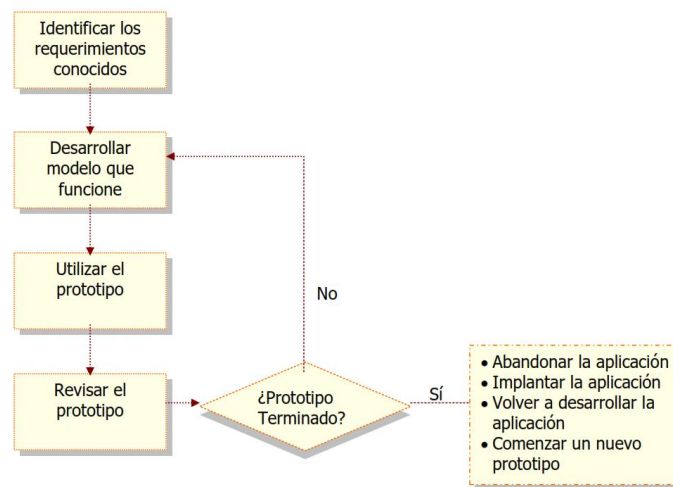 Identificar los
requerimientos
conocidos
Desarrollar
modelo que
funcione
Utilizar el
prototipo
No
Revisar el
prototipo
¿Prototipo
Terminado?
Sí
• Abandonar la aplicación
• Implantar la aplicación
• Volver a desarrollar la
aplicación
• Comenzar un nuevo
prototipo